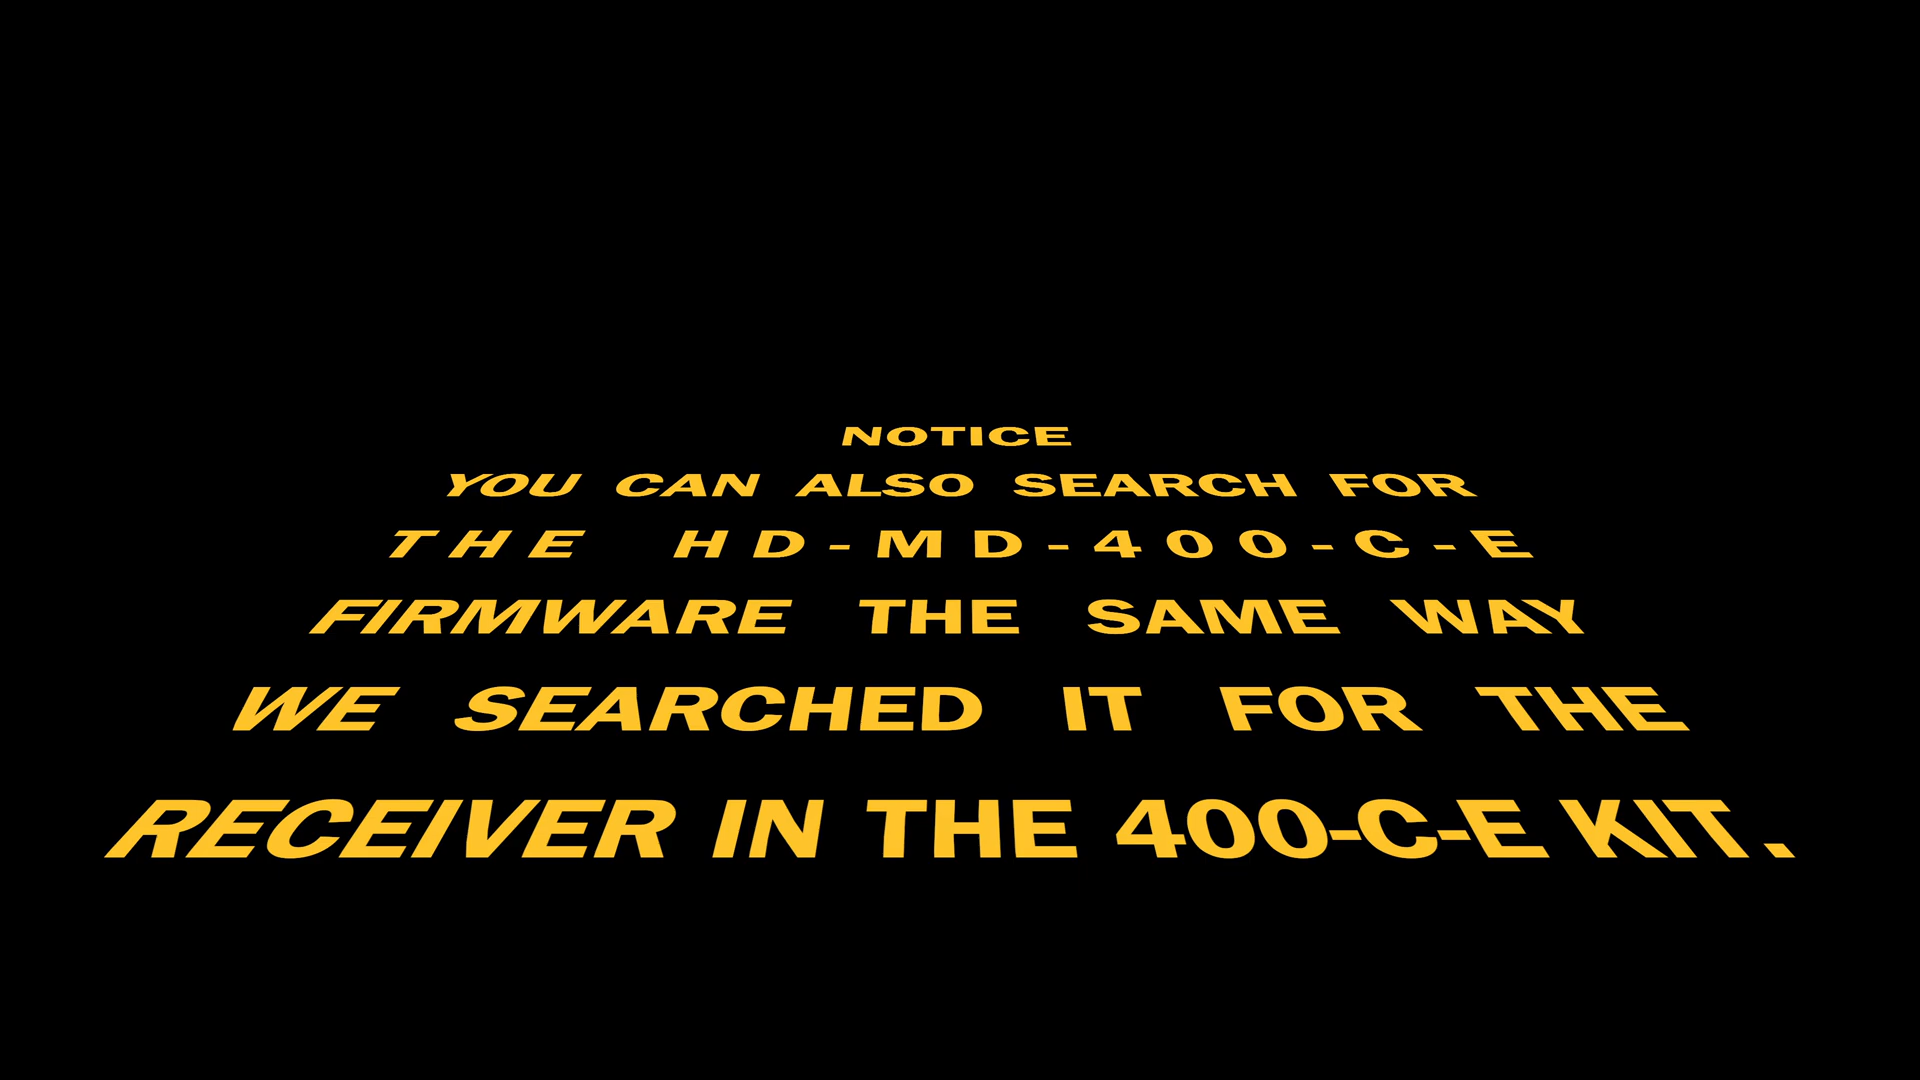 NOTICE
YOU CAN ALSO SEARCH FOR
THE HD-MD-400-C-E
FIRMWARE THE SAME WAY
WE SEARCHED IT FOR THE
RECEIVER IN THE 400-C-E KIT.